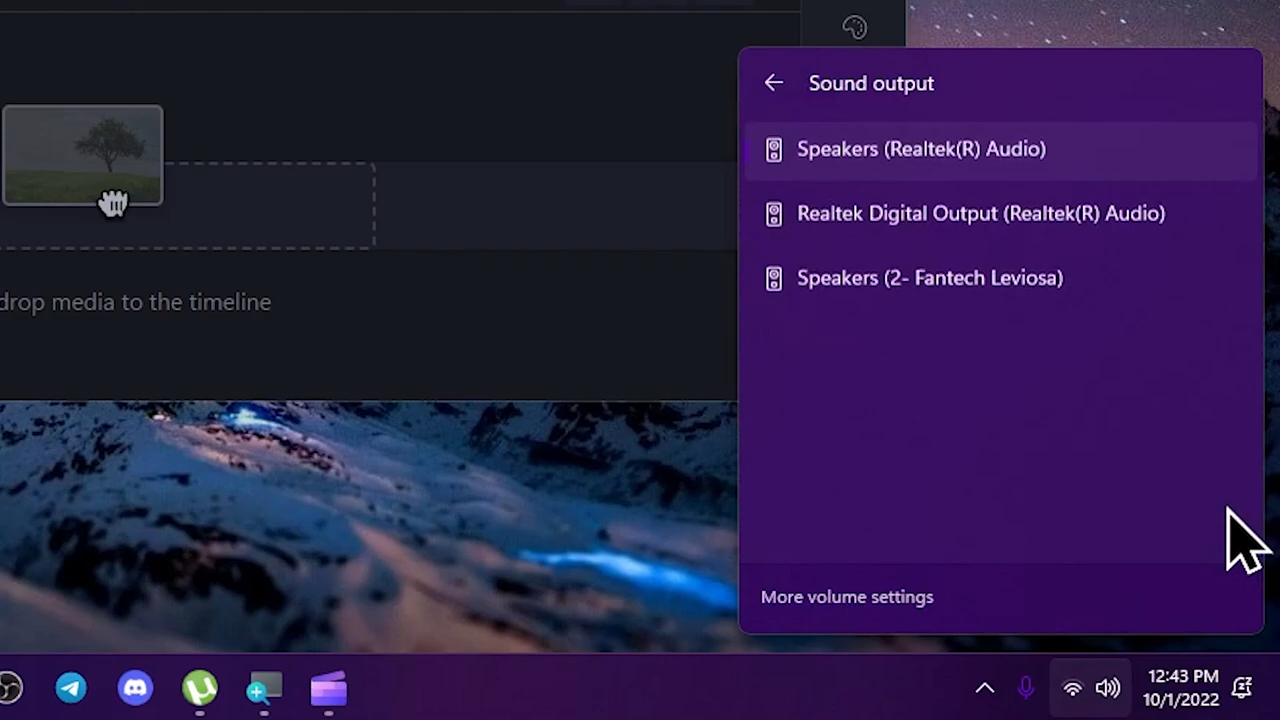 Sound output
Speakers (Realtek(R) Audio)
Realtek Digital Output (Realtek(R) Audio)
Speakers (2- Fantech Leviosa)
drop media to the timeline
More volume settings
12:43 PM
10/1/2022